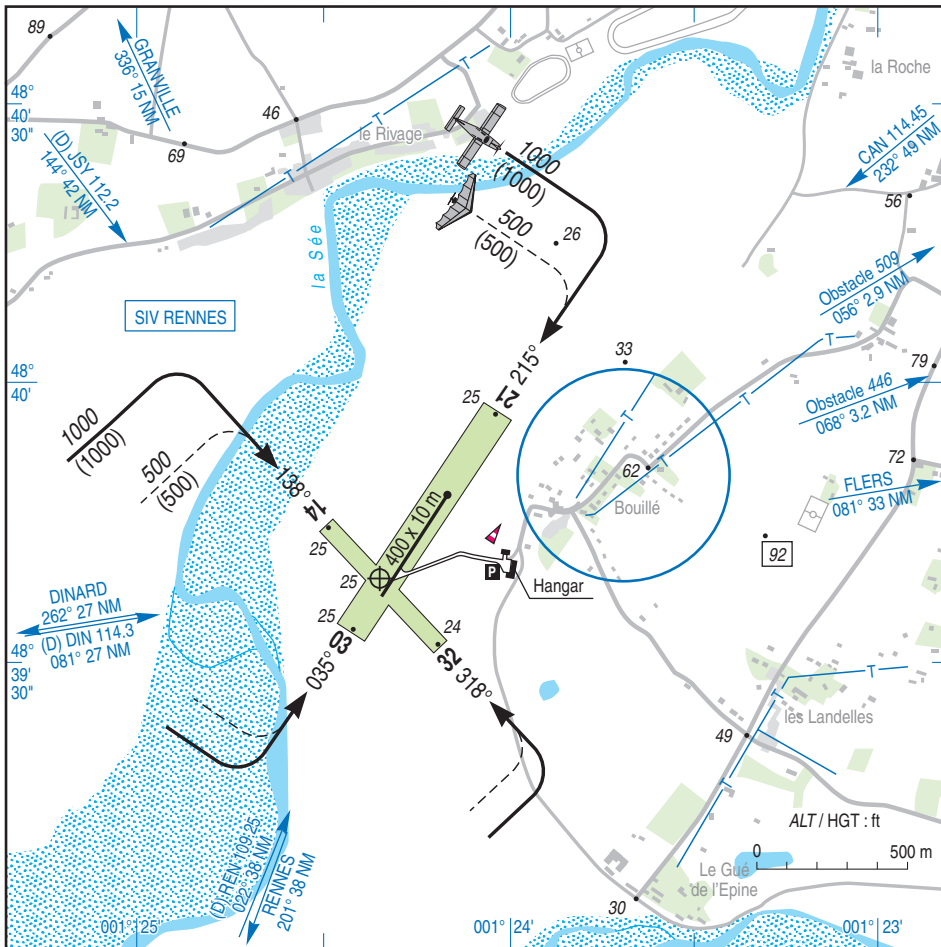 89
GRANVILLE
336° 15 NM
48°
40'
30"
46
69
le Rivage
T
T
(D) JSY 112.2
144° 42 NM
la Roche
CAN 114.45
232° 49 NM
56
1000
(1000)
500
(500)
26
la Sée
SIV RENNES
Obstacle 509
056° 2.9 NM
T
33
79
48°
40'
215°
21
25
Obstacle 446
068° 3.2 NM
1000
(1000)
500
(500)
138°
14
25
T
T
62
Bouillé
72
FLERS
081° 33 NM
92
400 x 10 m
25
P
Hangar
DINARD
262° 27 NM
(D) DIN 114.3
081° 27 NM
25
03
035°
24
32
318°
48°
39'
30"
T
les Landelles
49
T
ALT / HGT : ft
0
500 m
(D) REN 109.25
022° 36 NM
RENNES
201° 38 NM
Le Gué
de l'Epine
30
001° 25'
001° 24'
001° 23'